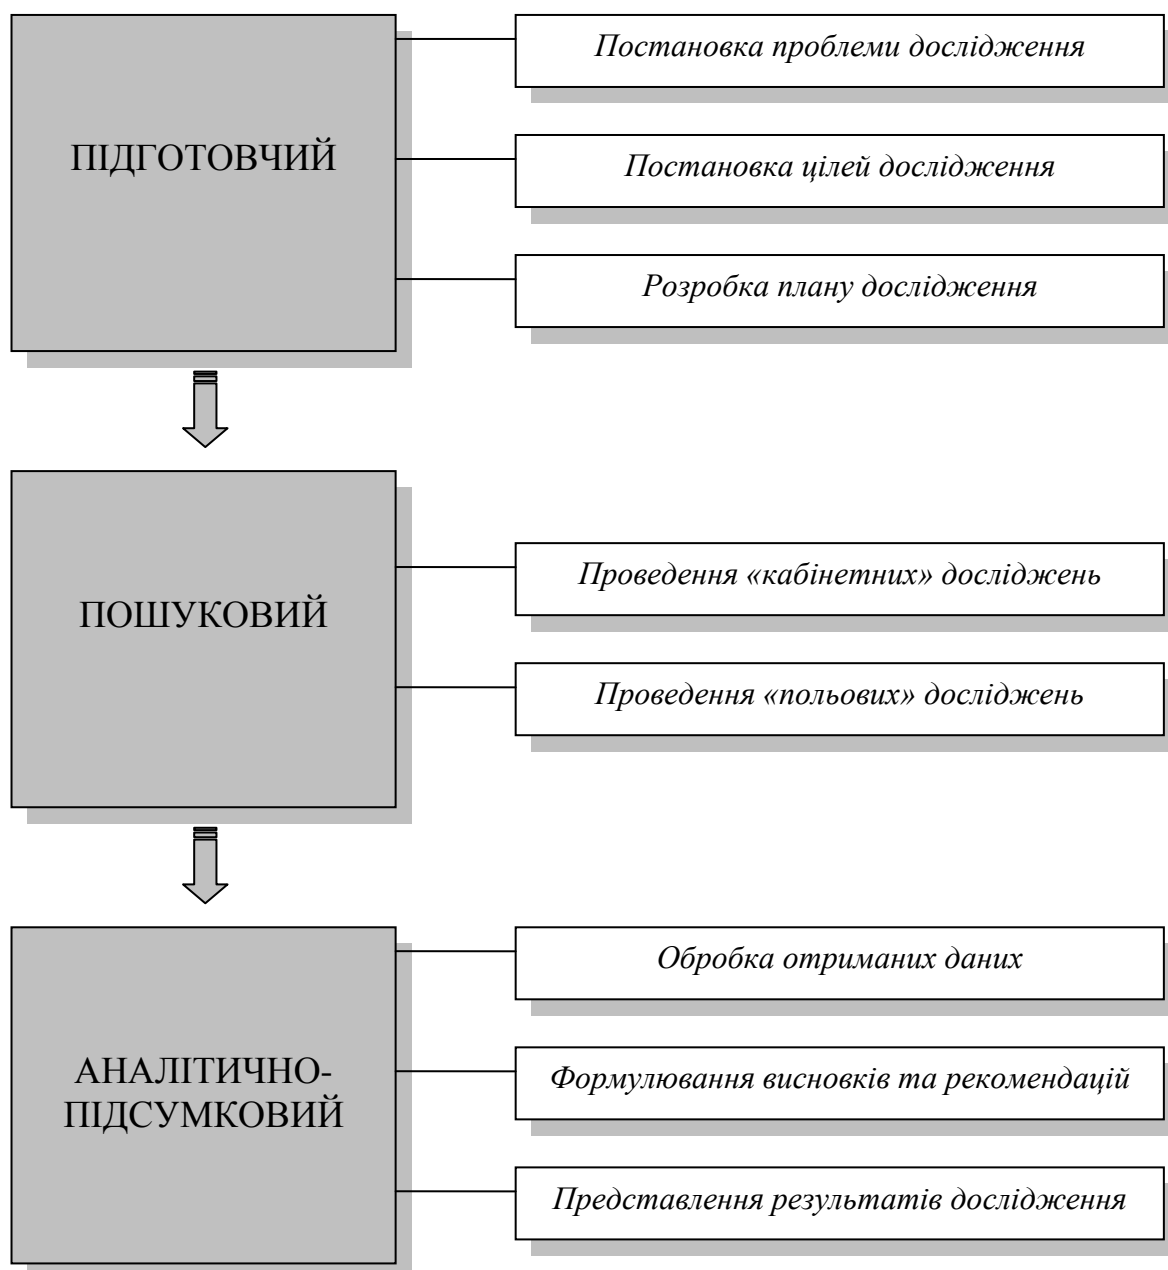 ПІДГОТОВЧИЙ
Постановка проблеми дослідження
Постановка цілей дослідження
Розробка плану дослідження
ПОШУКОВИЙ
Проведення «кабінетних» досліджень
Проведення «польових» досліджень
АНАЛІТИЧНО-
ПІДСУМКОВИЙ
Обробка отриманих даних
Формулювання висновків та рекомендацій
Представлення результатів дослідження